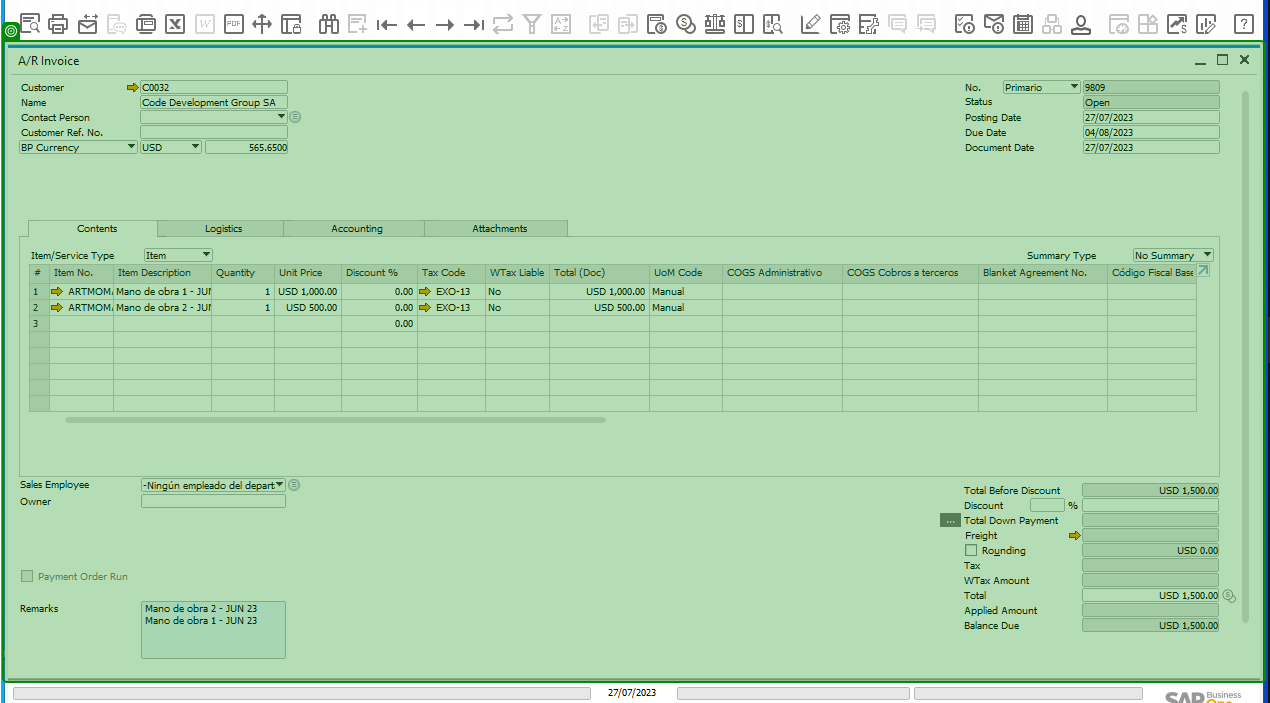 W
PDF
A/R Invoice
Customer C0032
Name Code Development Group SA
Contact Person
Customer Ref. No.
BP Currency USD 565.6500
No. Primario 9809
Status Open
Posting Date 27/07/2023
Due Date 04/08/2023
Document Date 27/07/2023
Contents Logistics Accounting Attachments
Item/Service Type Item Summary Type No Summary
# Item No. Item Description Quantity Unit Price Discount % Tax Code WTax Liable Total (Doc) UoM Code COGS Administrativo COGS Cobros a terceros Blanket Agreement No. Código Fiscal Base
1 ARTMOM Mano de obra 1 - JUN 1 USD 1,000.00 0.00 EXO-13 No USD 1,000.00 Manual
2 ARTMOM Mano de obra 2 - JUN 1 USD 500.00 0.00 EXO-13 No USD 500.00 Manual
3 0.00
Sales Employee -Ningún empleado del depart
Owner
Payment Order Run
Remarks Mano de obra 2 - JUN 23
Mano de obra 1 - JUN 23
Total Before Discount USD 1,500.00
Discount %
... Total Down Payment
Freight
Rounding USD 0.00
Tax
WTax Amount
Total USD 1,500.00
Applied Amount
Balance Due USD 1,500.00
27/07/2023
SAP Business One